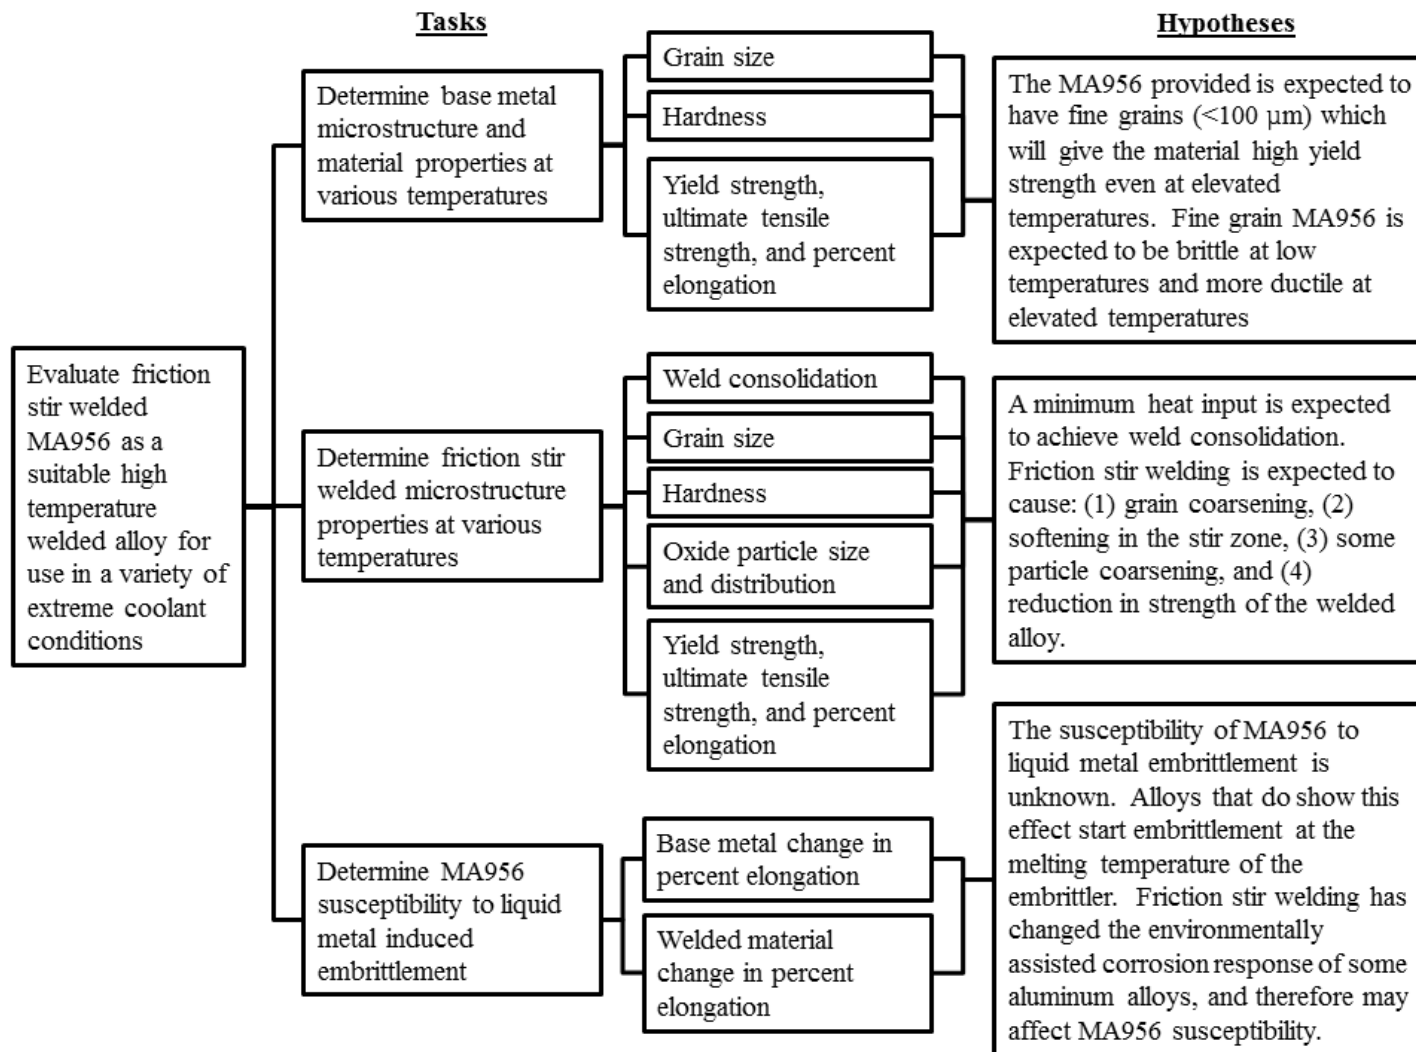 Tasks
Hypotheses
Evaluate friction
stir welded
MA956 as a
suitable high
temperature
welded alloy for
use in a variety of
extreme coolant
conditions
Determine base metal
microstructure and
material properties at
various temperatures
Grain size
Hardness
Yield strength,
ultimate tensile
strength, and percent
elongation
The MA956 provided is expected to
have fine grains (<100 µm) which
will give the material high yield
strength even at elevated
temperatures.  Fine grain MA956 is
expected to be brittle at low
temperatures and more ductile at
elevated temperatures
Determine friction stir
welded microstructure
properties at various
temperatures
Weld consolidation
Grain size
Hardness
Oxide particle size
and distribution
Yield strength,
ultimate tensile
strength, and percent
elongation
A minimum heat input is expected
to achieve weld consolidation.
Friction stir welding is expected to
cause: (1) grain coarsening, (2)
softening in the stir zone, (3) some
particle coarsening, and (4)
reduction in strength of the welded
alloy.
Determine MA956
susceptibility to liquid
metal induced
embrittlement
Base metal change in
percent elongation
Welded material
change in percent
elongation
The susceptibility of MA956 to
liquid metal embrittlement is
unknown.  Alloys that do show this
effect start embrittlement at the
melting temperature of the
embrittler.  Friction stir welding has
changed the environmentally
assisted corrosion response of some
aluminum alloys, and therefore may
affect MA956 susceptibility.